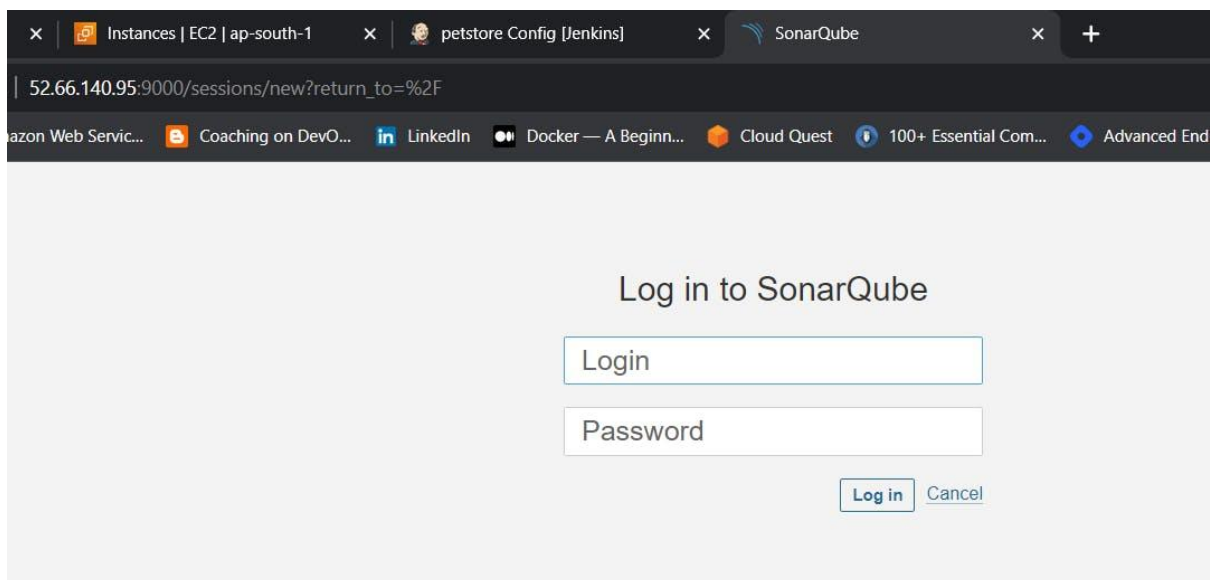 Instances | EC2 | ap-south-1 petstore Config [Jenkins] SonarQube
52.66.140.95:9000/sessions/new?return_to=%2F
azon Web Servic... Coaching on DevO... LinkedIn Docker — A Beginn... Cloud Quest 100+ Essential Com... Advanced End
Log in to SonarQube
Login
Password
Log in Cancel